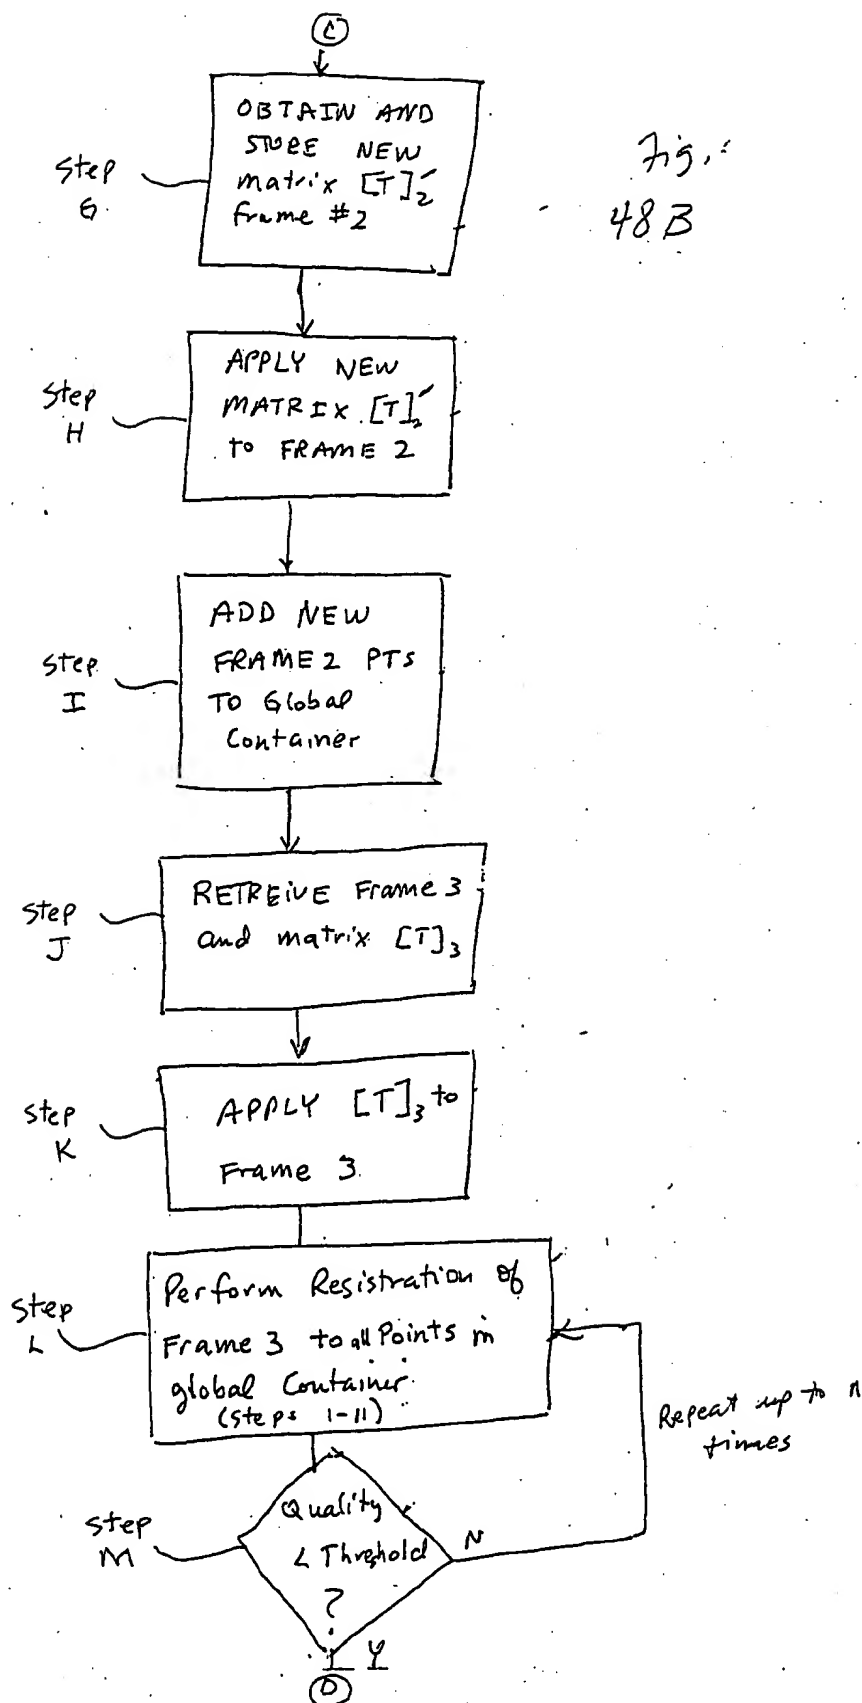 C
OBTAIN AND
STORE NEW
matrix [T]₂′
frame #2
Step
G
Fig.:
48B
APPLY NEW
MATRIX [T]₂′
to FRAME 2
Step
H
ADD NEW
FRAME 2 PTs
TO Global
Container
Step
I
RETREIVE Frame 3
and matrix [T]₃
Step
J
APPLY [T]₃ to
Frame 3
Step
K
Perform Registration of
Frame 3 to all Points in
global Container
(Steps 1-11)
Step
L
Repeat up to n
times
Quality
< Threshold
?
Step
M
N
Y
D